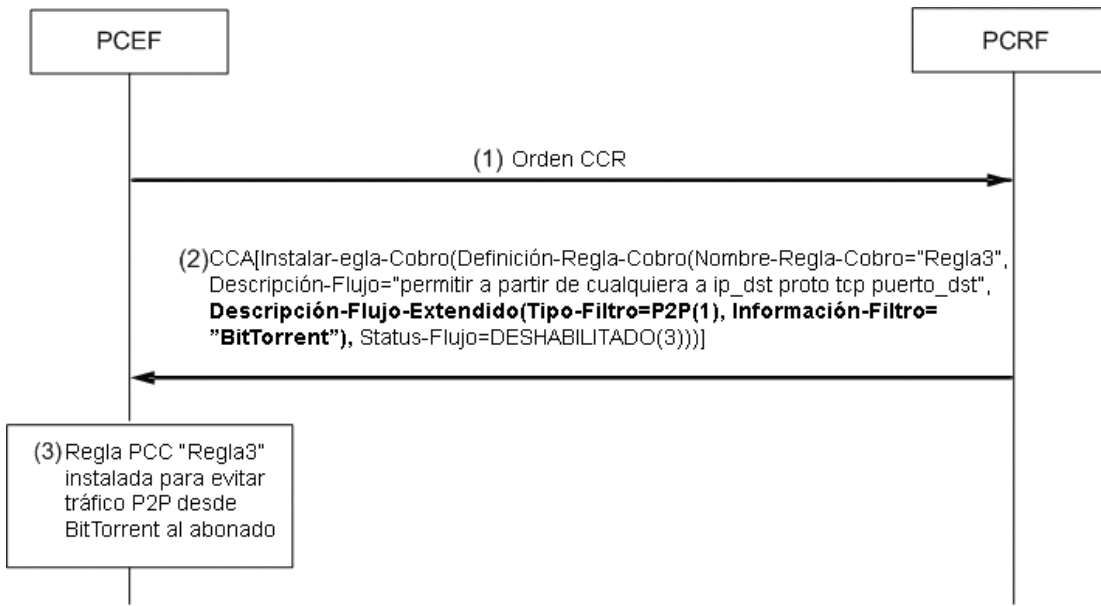 PCEF
PCRF
(1) Orden CCR
(2)CCA[Instalar-egla-Cobro(Definición-Regla-Cobro(Nombre-Regla-Cobro="Regla3",
Descripción-Flujo="permitir a partir de cualquiera a ip_dst proto tcp puerto_dst",
Descripción-Flujo-Extendido(Tipo-Filtro=P2P(1), Información-Filtro=
”BitTorrent”), Status-Flujo=DESHABILITADO(3)))]
(3)Regla PCC "Regla3"
instalada para evitar
tráfico P2P desde
BitTorrent al abonado